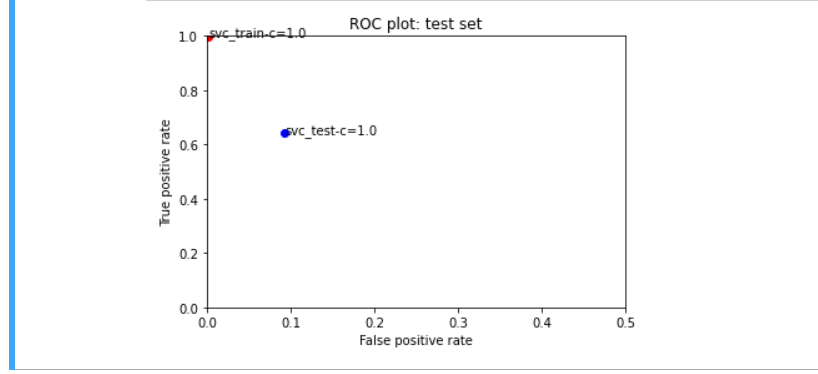 ROC plot: test set
svc_train-c=1.0
1.0
0.8
svc_test-c=1.0
0.6
True positive rate
0.4
0.2
0.0
0.0 0.1 0.2 0.3 0.4 0.5
False positive rate